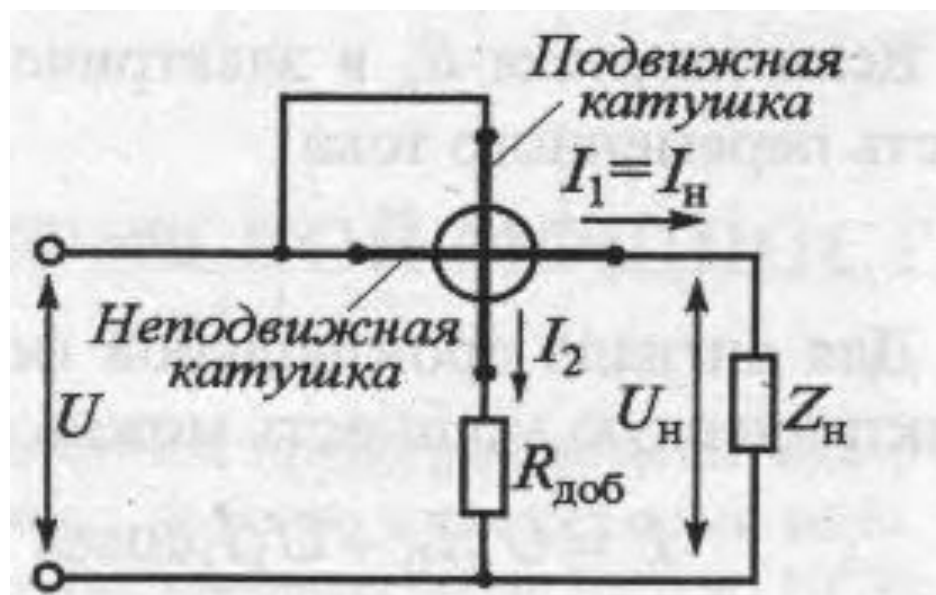 Подвижная
катушка
I₁=Iн
Неподвижная
катушка
I₂
U
Uн
Zн
Rдоб